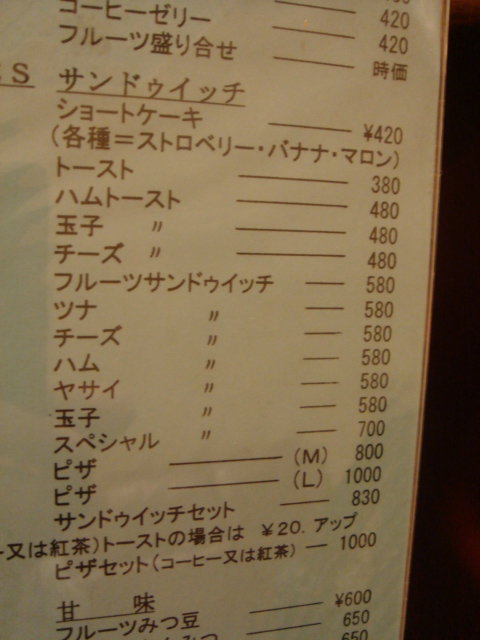 コーヒーゼリー 420
フルーツ盛り合せ 時価
S サンドゥイッチ
ショートケーキ ¥420
(各種＝ストロベリー・バナナ・マロン)
トースト 380
ハムトースト 480
玉子 〃 480
チーズ 〃 480
フルーツサンドゥイッチ 580
ツナ 〃 580
チーズ 〃 580
ハム 〃 580
ヤサイ 〃 580
玉子 〃 580
スペシャル 〃 700
ピザ (M) 800
ピザ (L) 1000
サンドゥイッチセット 830
ー又は紅茶)トーストの場合は ¥20. アップ
ピザセット(コーヒー又は紅茶) 1000
甘 味
フルーツみつ豆 ¥600
650
650